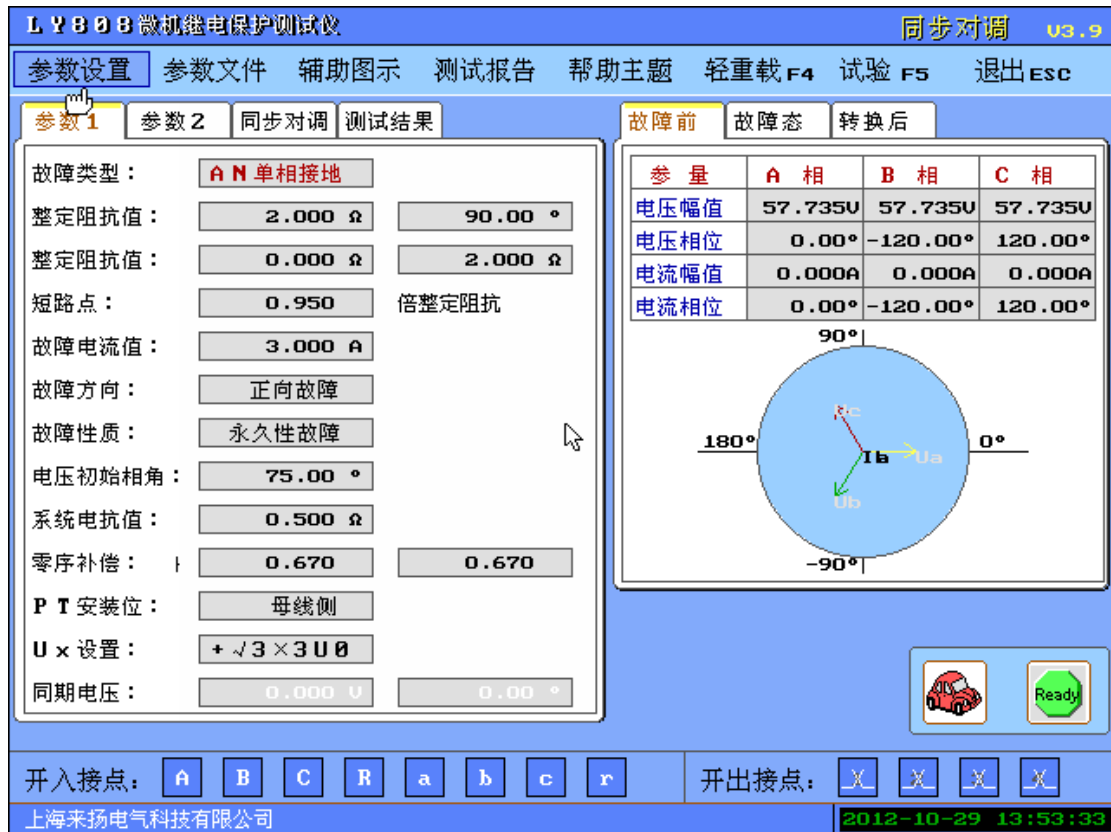 LY808微机继电保护测试仪 同步对调 V3.9
参数设置 参数文件 辅助图示 测试报告 帮助主题 轻重载F4 试验 F5 退出ESC
参数1 参数2 同步对调 测试结果 故障前 故障态 转换后
故障类型： AN单相接地
整定阻抗值： 2.000 Ω 90.00 °
整定阻抗值： 0.000 Ω 2.000 Ω
短路点： 0.950 倍整定阻抗
故障电流值： 3.000 A
故障方向： 正向故障
故障性质： 永久性故障
电压初始相角： 75.00 °
系统电抗值： 0.500 Ω
零序补偿： 0.670 0.670
PT安装位： 母线侧
Ux设置： +√3×3U0
同期电压： 0.000 V 0.00 °
参 量 A 相 B 相 C 相
电压幅值 57.735V 57.735V 57.735V
电压相位 0.00° -120.00° 120.00°
电流幅值 0.000A 0.000A 0.000A
电流相位 0.00° -120.00° 120.00°
90°
Uc
180° 0°
Ua
Ub
-90°
Ready
开入接点： A B C R a b c r 开出接点：
上海来扬电气科技有限公司 2012-10-29 13:53:33